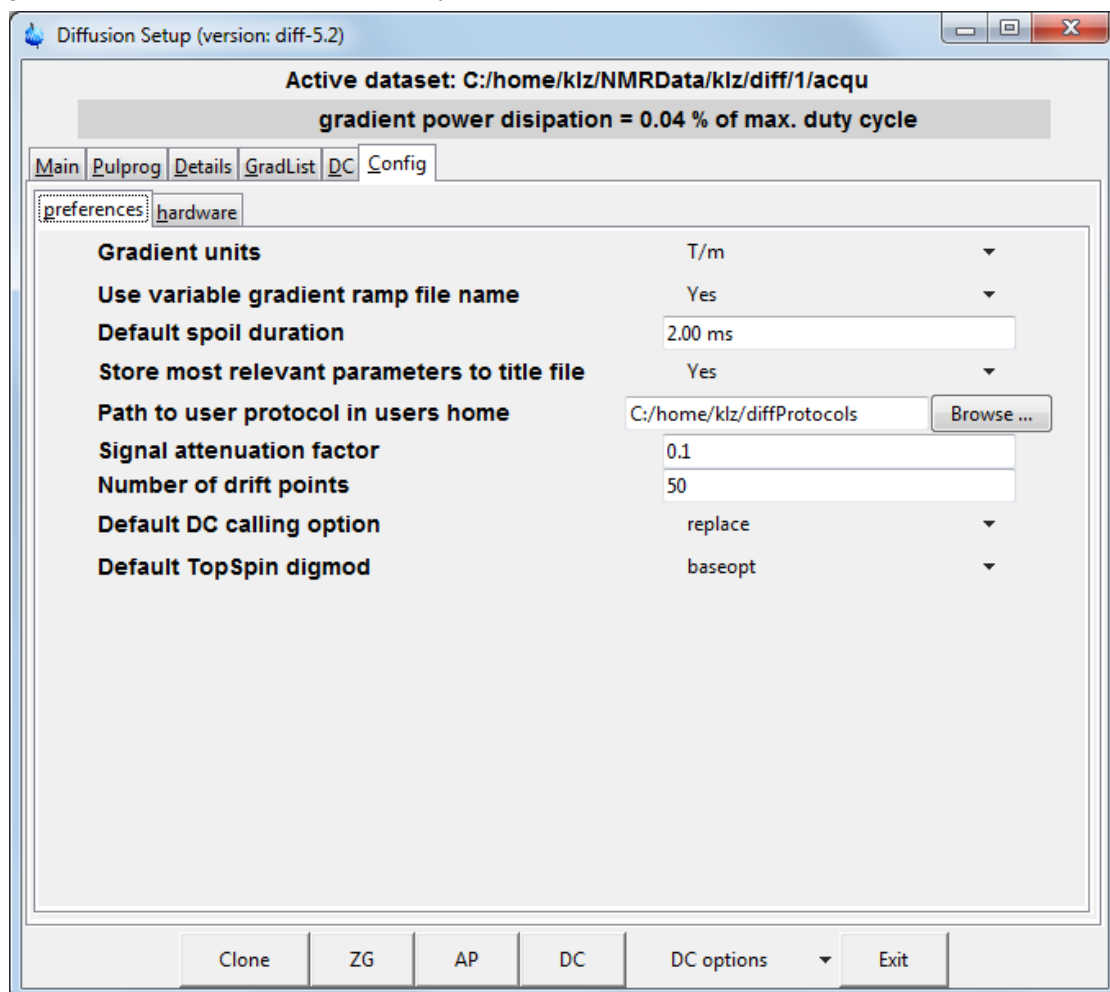 Diffusion Setup (version: diff-5.2)
Active dataset: C:/home/klz/NMRData/klz/diff/1/acqu
gradient power disipation = 0.04 % of max. duty cycle
Main Pulprog Details GradList DC Config
preferences hardware
Gradient units T/m
Use variable gradient ramp file name Yes
Default spoil duration 2.00 ms
Store most relevant parameters to title file Yes
Path to user protocol in users home C:/home/klz/diffProtocols Browse ...
Signal attenuation factor 0.1
Number of drift points 50
Default DC calling option replace
Default TopSpin digmod baseopt
Clone ZG AP DC DC options Exit